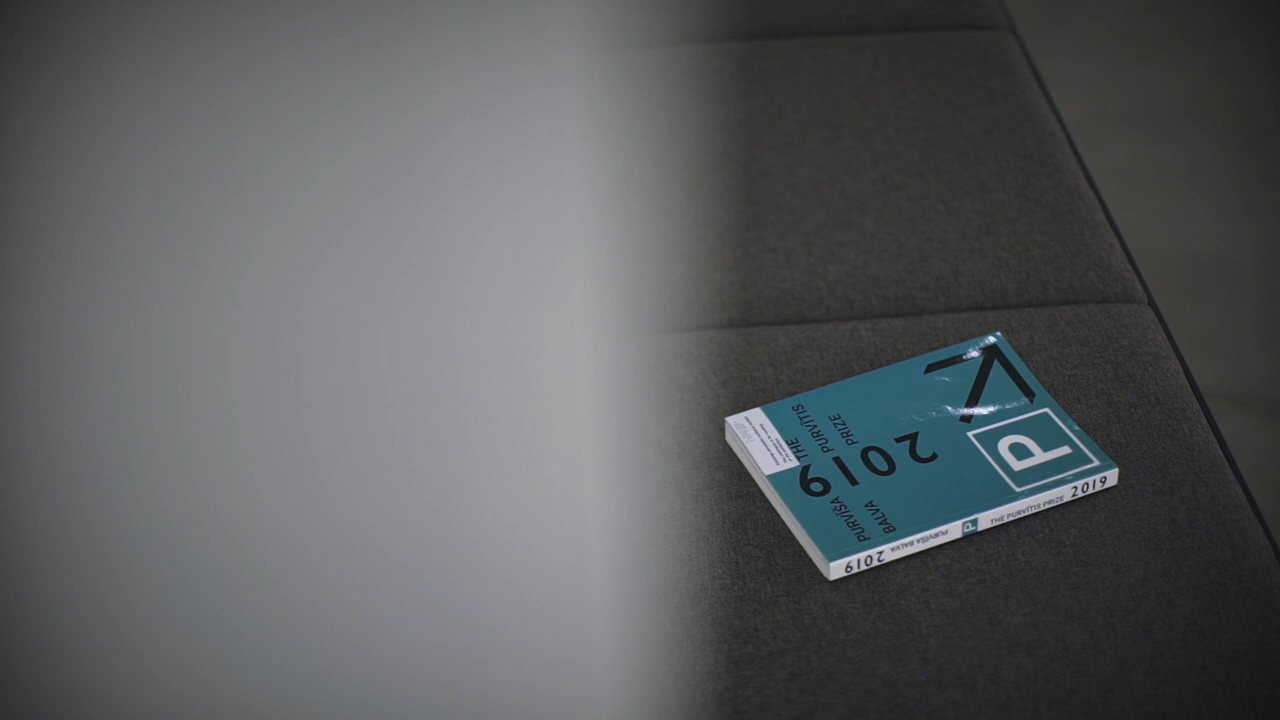 P
2019
THE
PURVĪTIS
PRIZE
PURVĪŠA
BALVA
2019 PURVĪŠA BALVA P THE PURVĪTIS PRIZE 2019